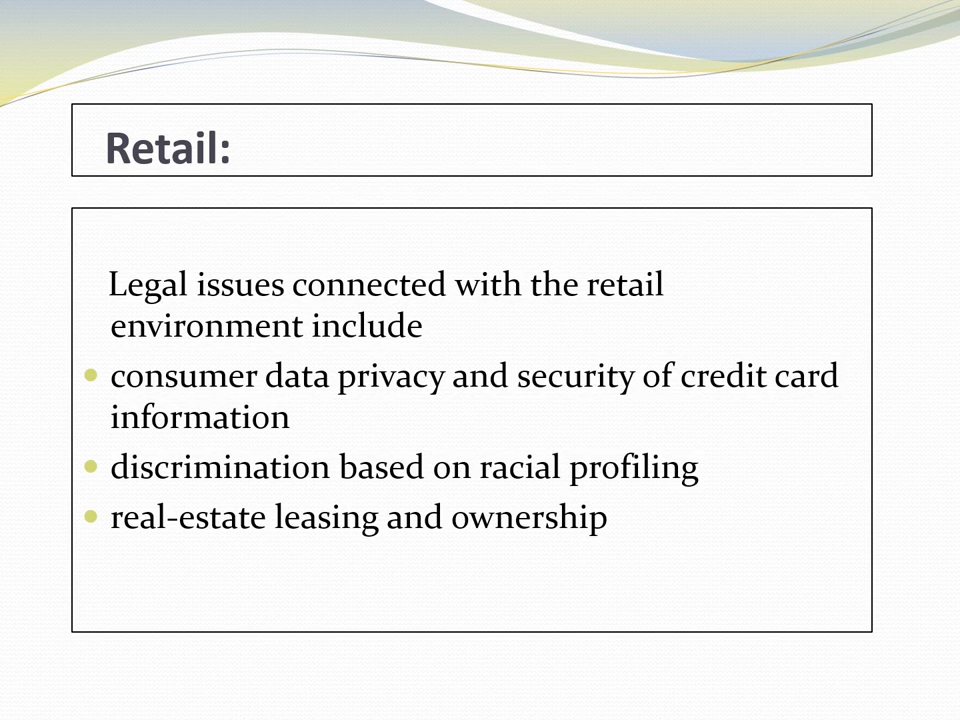 Retail:
Legal issues connected with the retail
environment include
• consumer data privacy and security of credit card
information
• discrimination based on racial profiling
• real-estate leasing and ownership